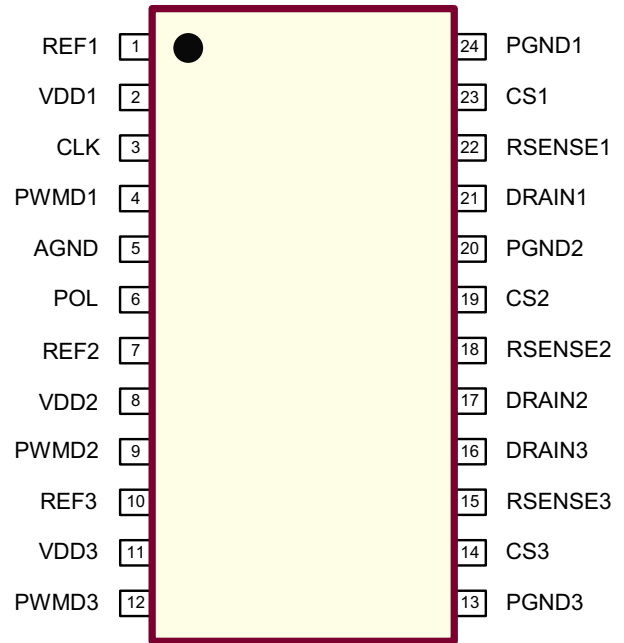 REF1 1 24 PGND1
VDD1 2 23 CS1
CLK 3 22 RSENSE1
PWMD1 4 21 DRAIN1
AGND 5 20 PGND2
POL 6 19 CS2
REF2 7 18 RSENSE2
VDD2 8 17 DRAIN2
PWMD2 9 16 DRAIN3
REF3 10 15 RSENSE3
VDD3 11 14 CS3
PWMD3 12 13 PGND3